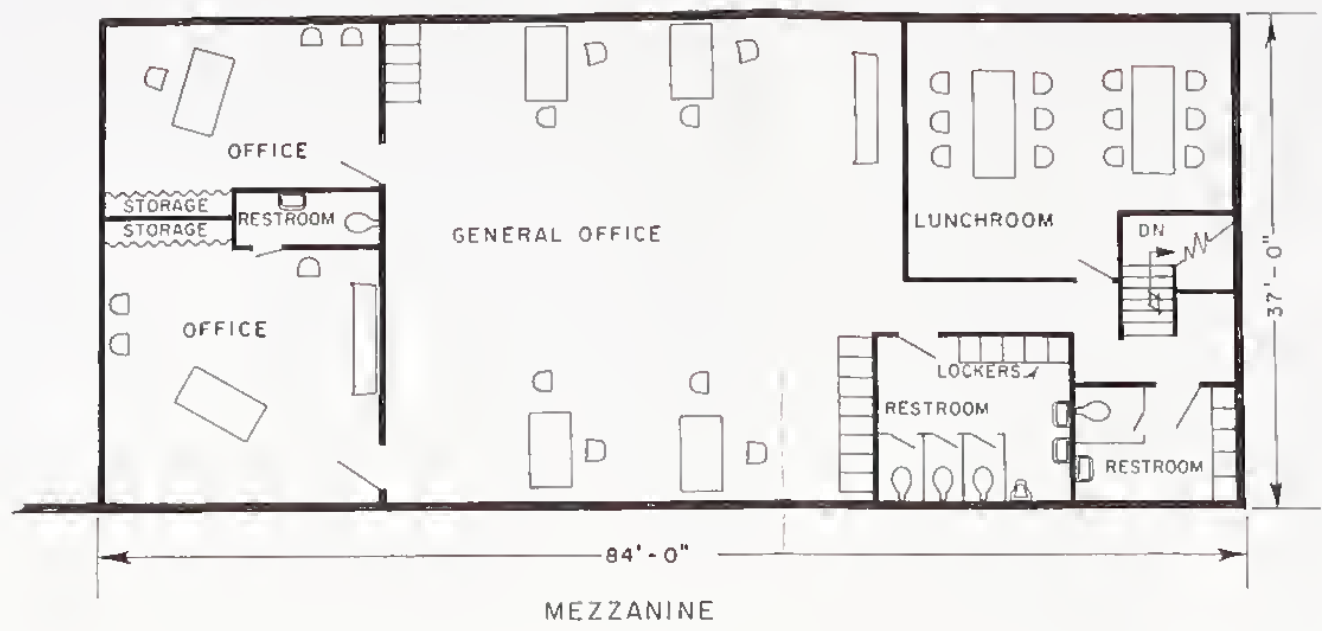 OFFICE
STORAGE
STORAGE
RESTROOM
GENERAL OFFICE
LUNCHROOM
DN
OFFICE
LOCKERS
RESTROOM
RESTROOM
37'-0"
84'-0"
MEZZANINE